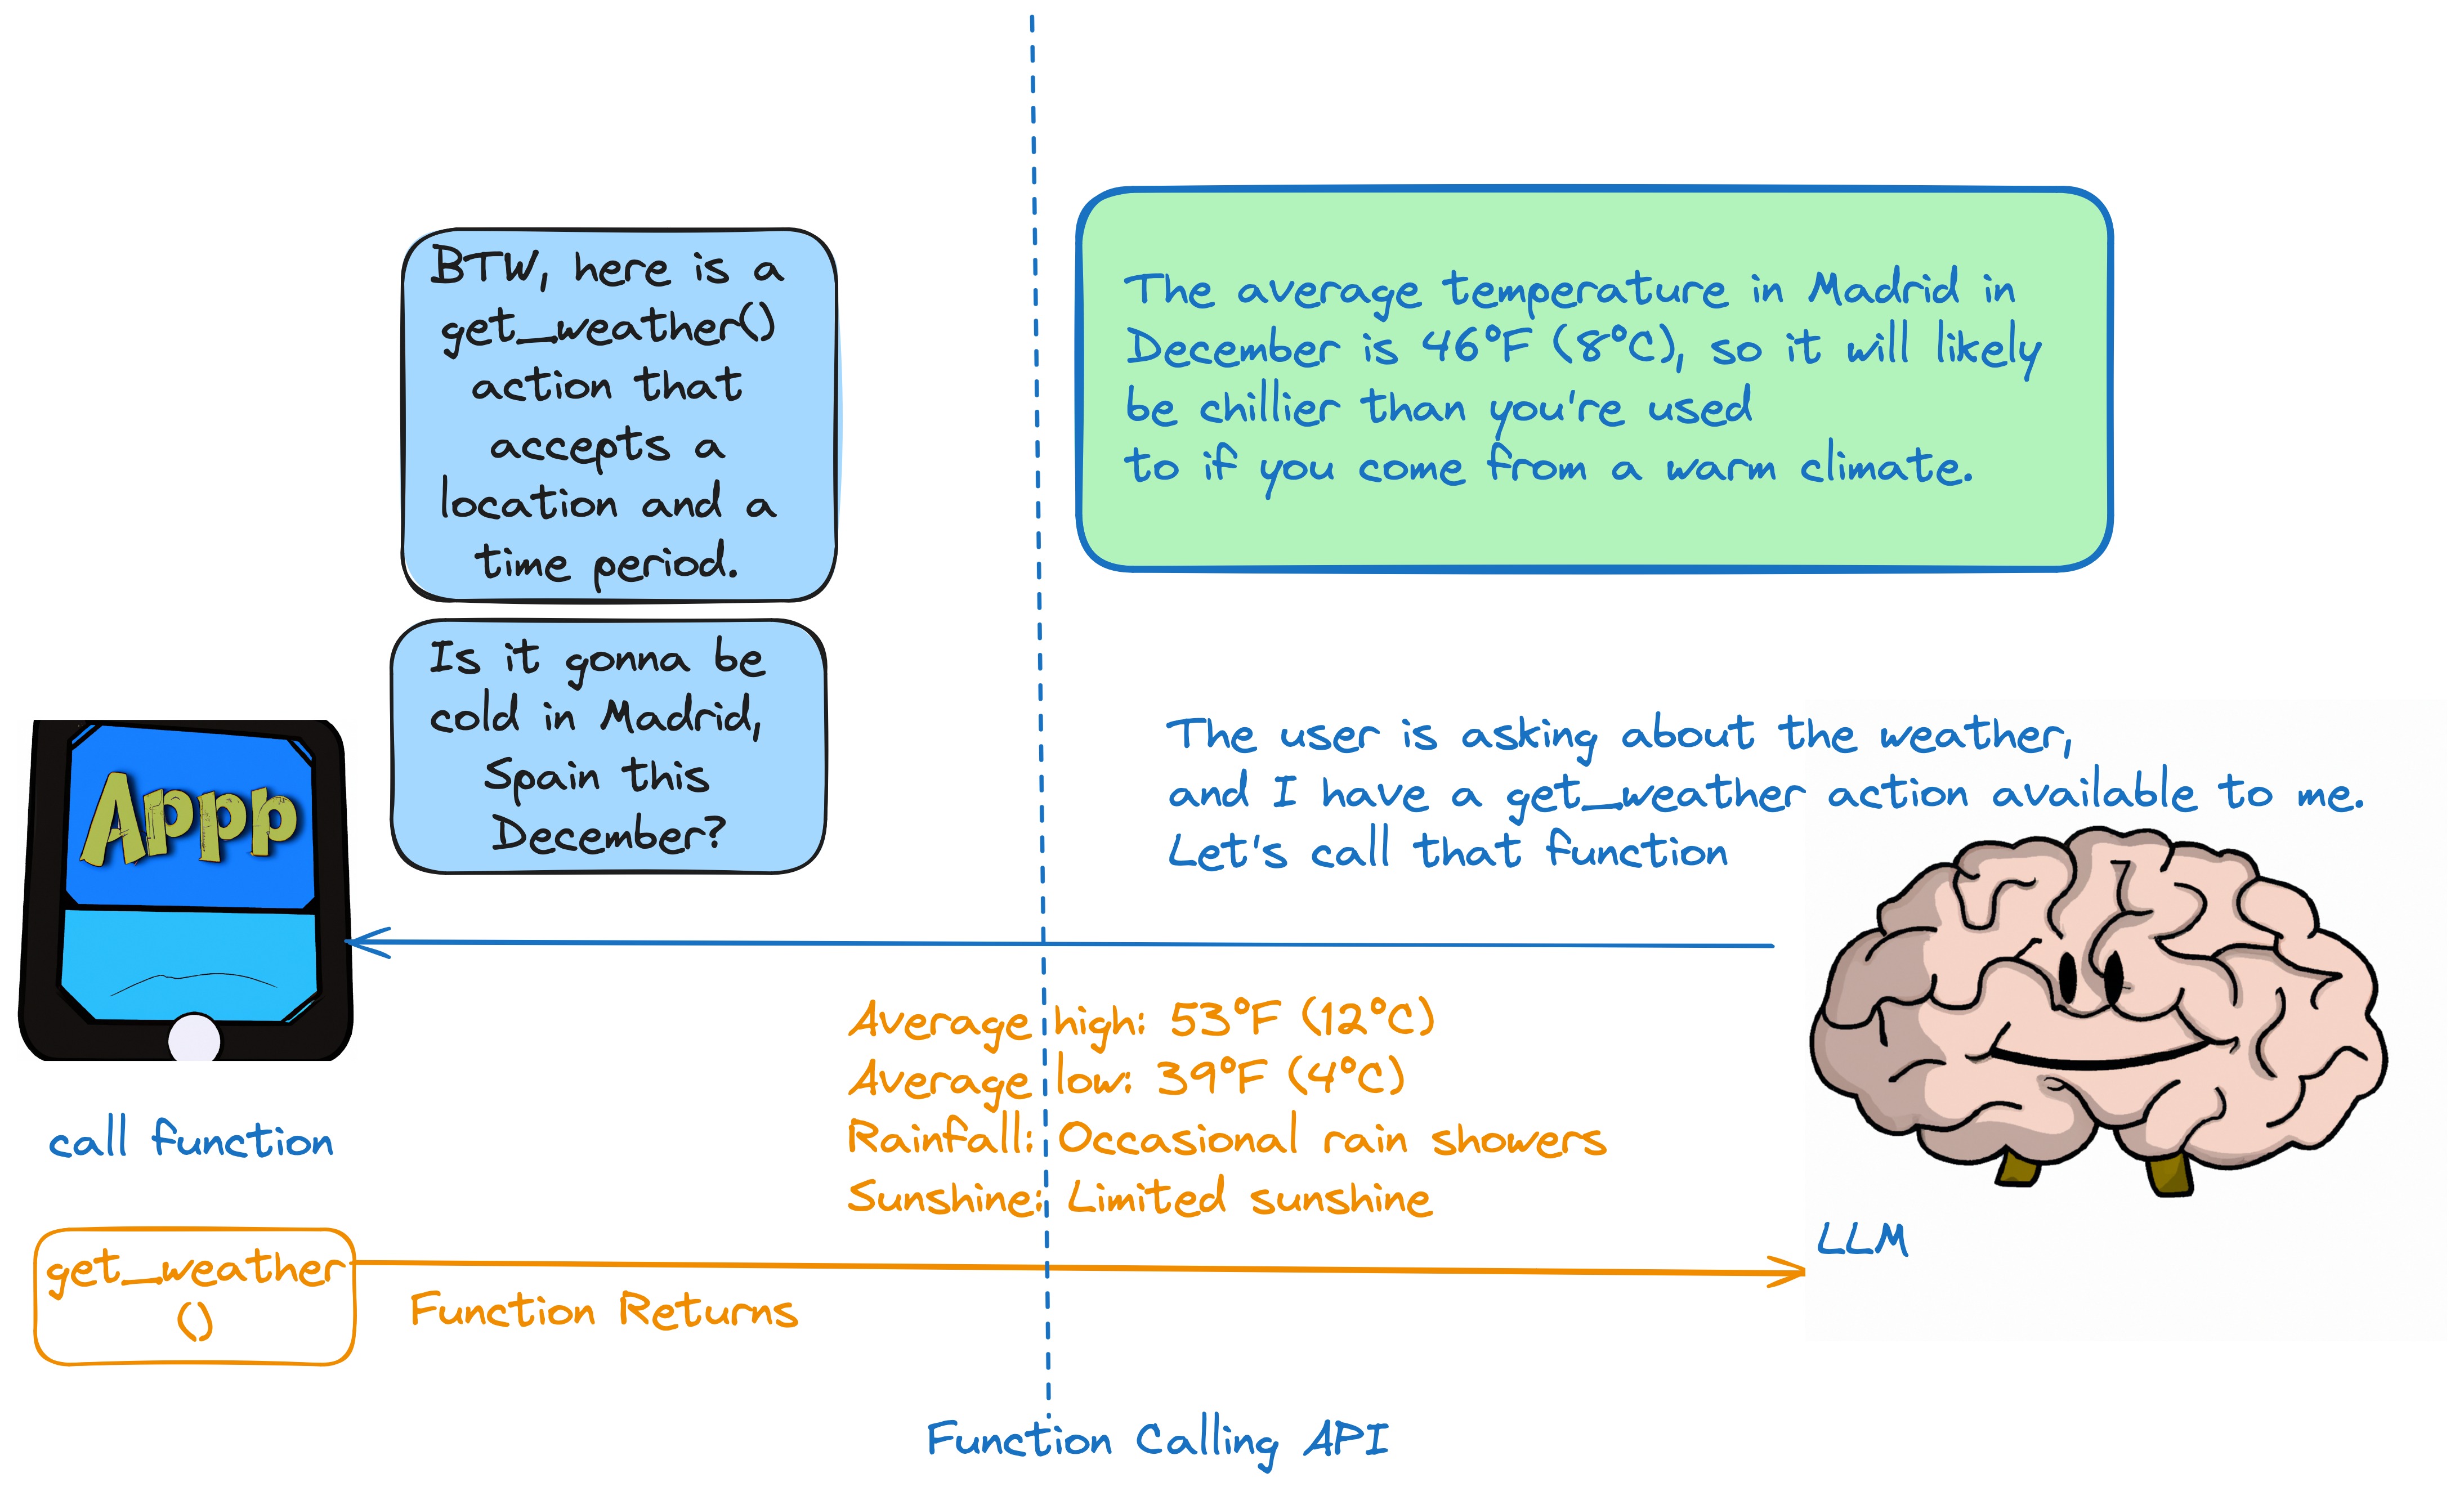 BTW, here is a
get_weather()
action that
accepts a
location and a
time period.
The average temperature in Madrid in
December is 46°F (8°C), so it will likely
be chillier than you're used
to if you come from a warm climate.
Is it gonna be
cold in Madrid,
Spain this
December?
The user is asking about the weather,
and I have a get_weather action available to me.
Let's call that function
Appp
Average high: 53°F (12°C)
Average low: 39°F (4°C)
Rainfall: Occasional rain showers
Sunshine: Limited sunshine
call function
LLM
get_weather
()
Function Returns
Function Calling API